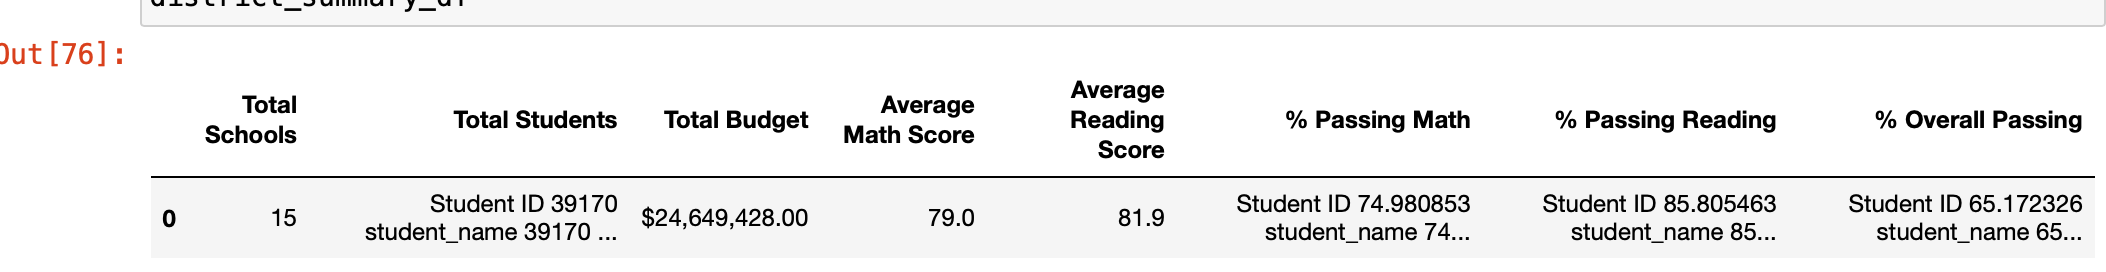 district_summary_df
Out[76]:
Total Schools Total Students Total Budget Average Math Score Average Reading Score % Passing Math % Passing Reading % Overall Passing
0 15 Student ID 39170 student_name 39170 ... $24,649,428.00 79.0 81.9 Student ID 74.980853 student_name 74... Student ID 85.805463 student_name 85... Student ID 65.172326 student_name 65...